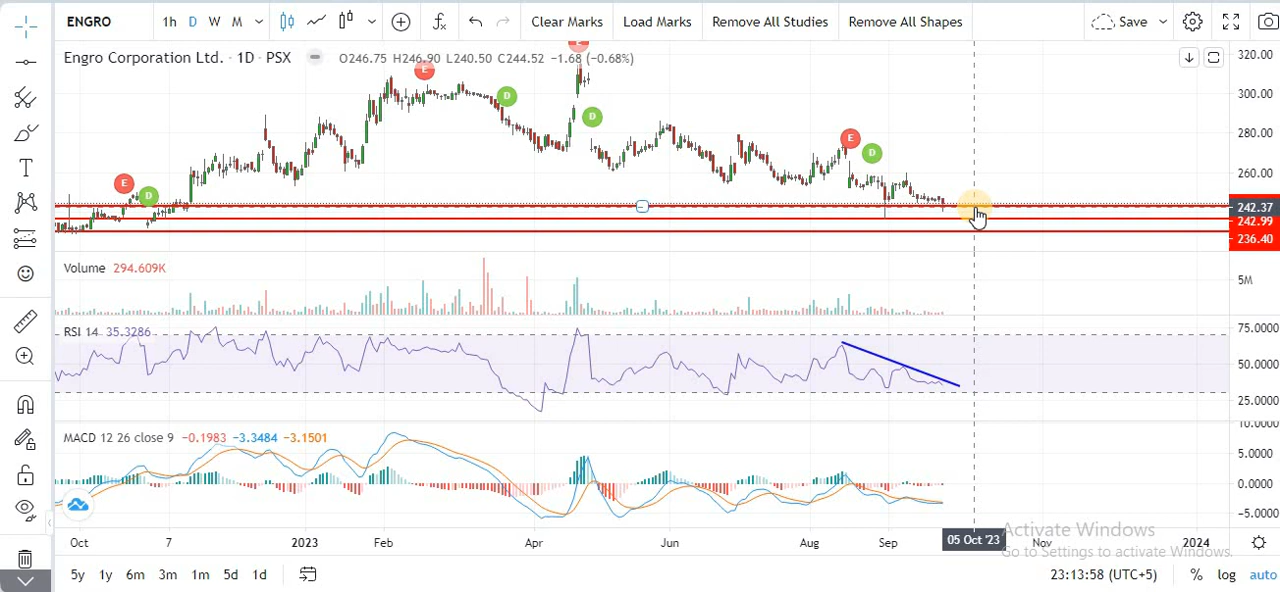 ENGRO 1h D W M Clear Marks Load Marks Remove All Studies Remove All Shapes Save
Engro Corporation Ltd. · 1D · PSX O246.75 H246.90 L240.50 C244.52 −1.68 (−0.68%)
320.00
E
E
300.00
D
D
280.00
E
D
260.00
E
D
242.37
242.99
236.40
Volume 294.609K
5M
RSI 14 35.3286
75.0000
50.0000
25.0000
MACD 12 26 close 9 −0.1983 −3.3484 −3.1501
10.0000
5.0000
0.0000
−5.0000
Oct 7 2023 Feb Apr Jun Aug Sep 05 Oct '23 Nov 2024
Activate Windows
Go to Settings to activate Windows.
5y 1y 6m 3m 1m 5d 1d 23:13:58 (UTC+5) % log auto